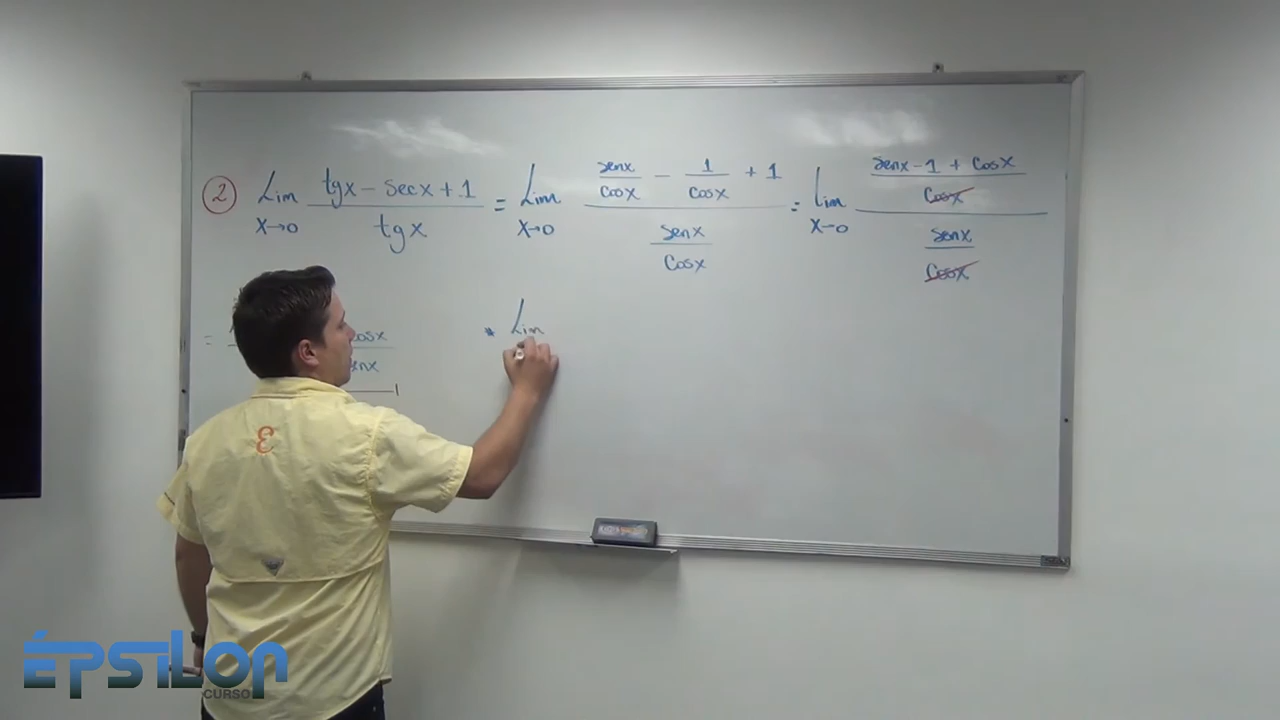 ② Lim x→0 (tgx − secx + 1)/(tgx) = Lim x→0 (senx/cosx − 1/cosx + 1)/(senx/cosx) = Lim x→0 ((senx − 1 + cosx)/cosx)/(senx/cosx)
= cosx
* Lim
ε
ÉPSILON
CURSO